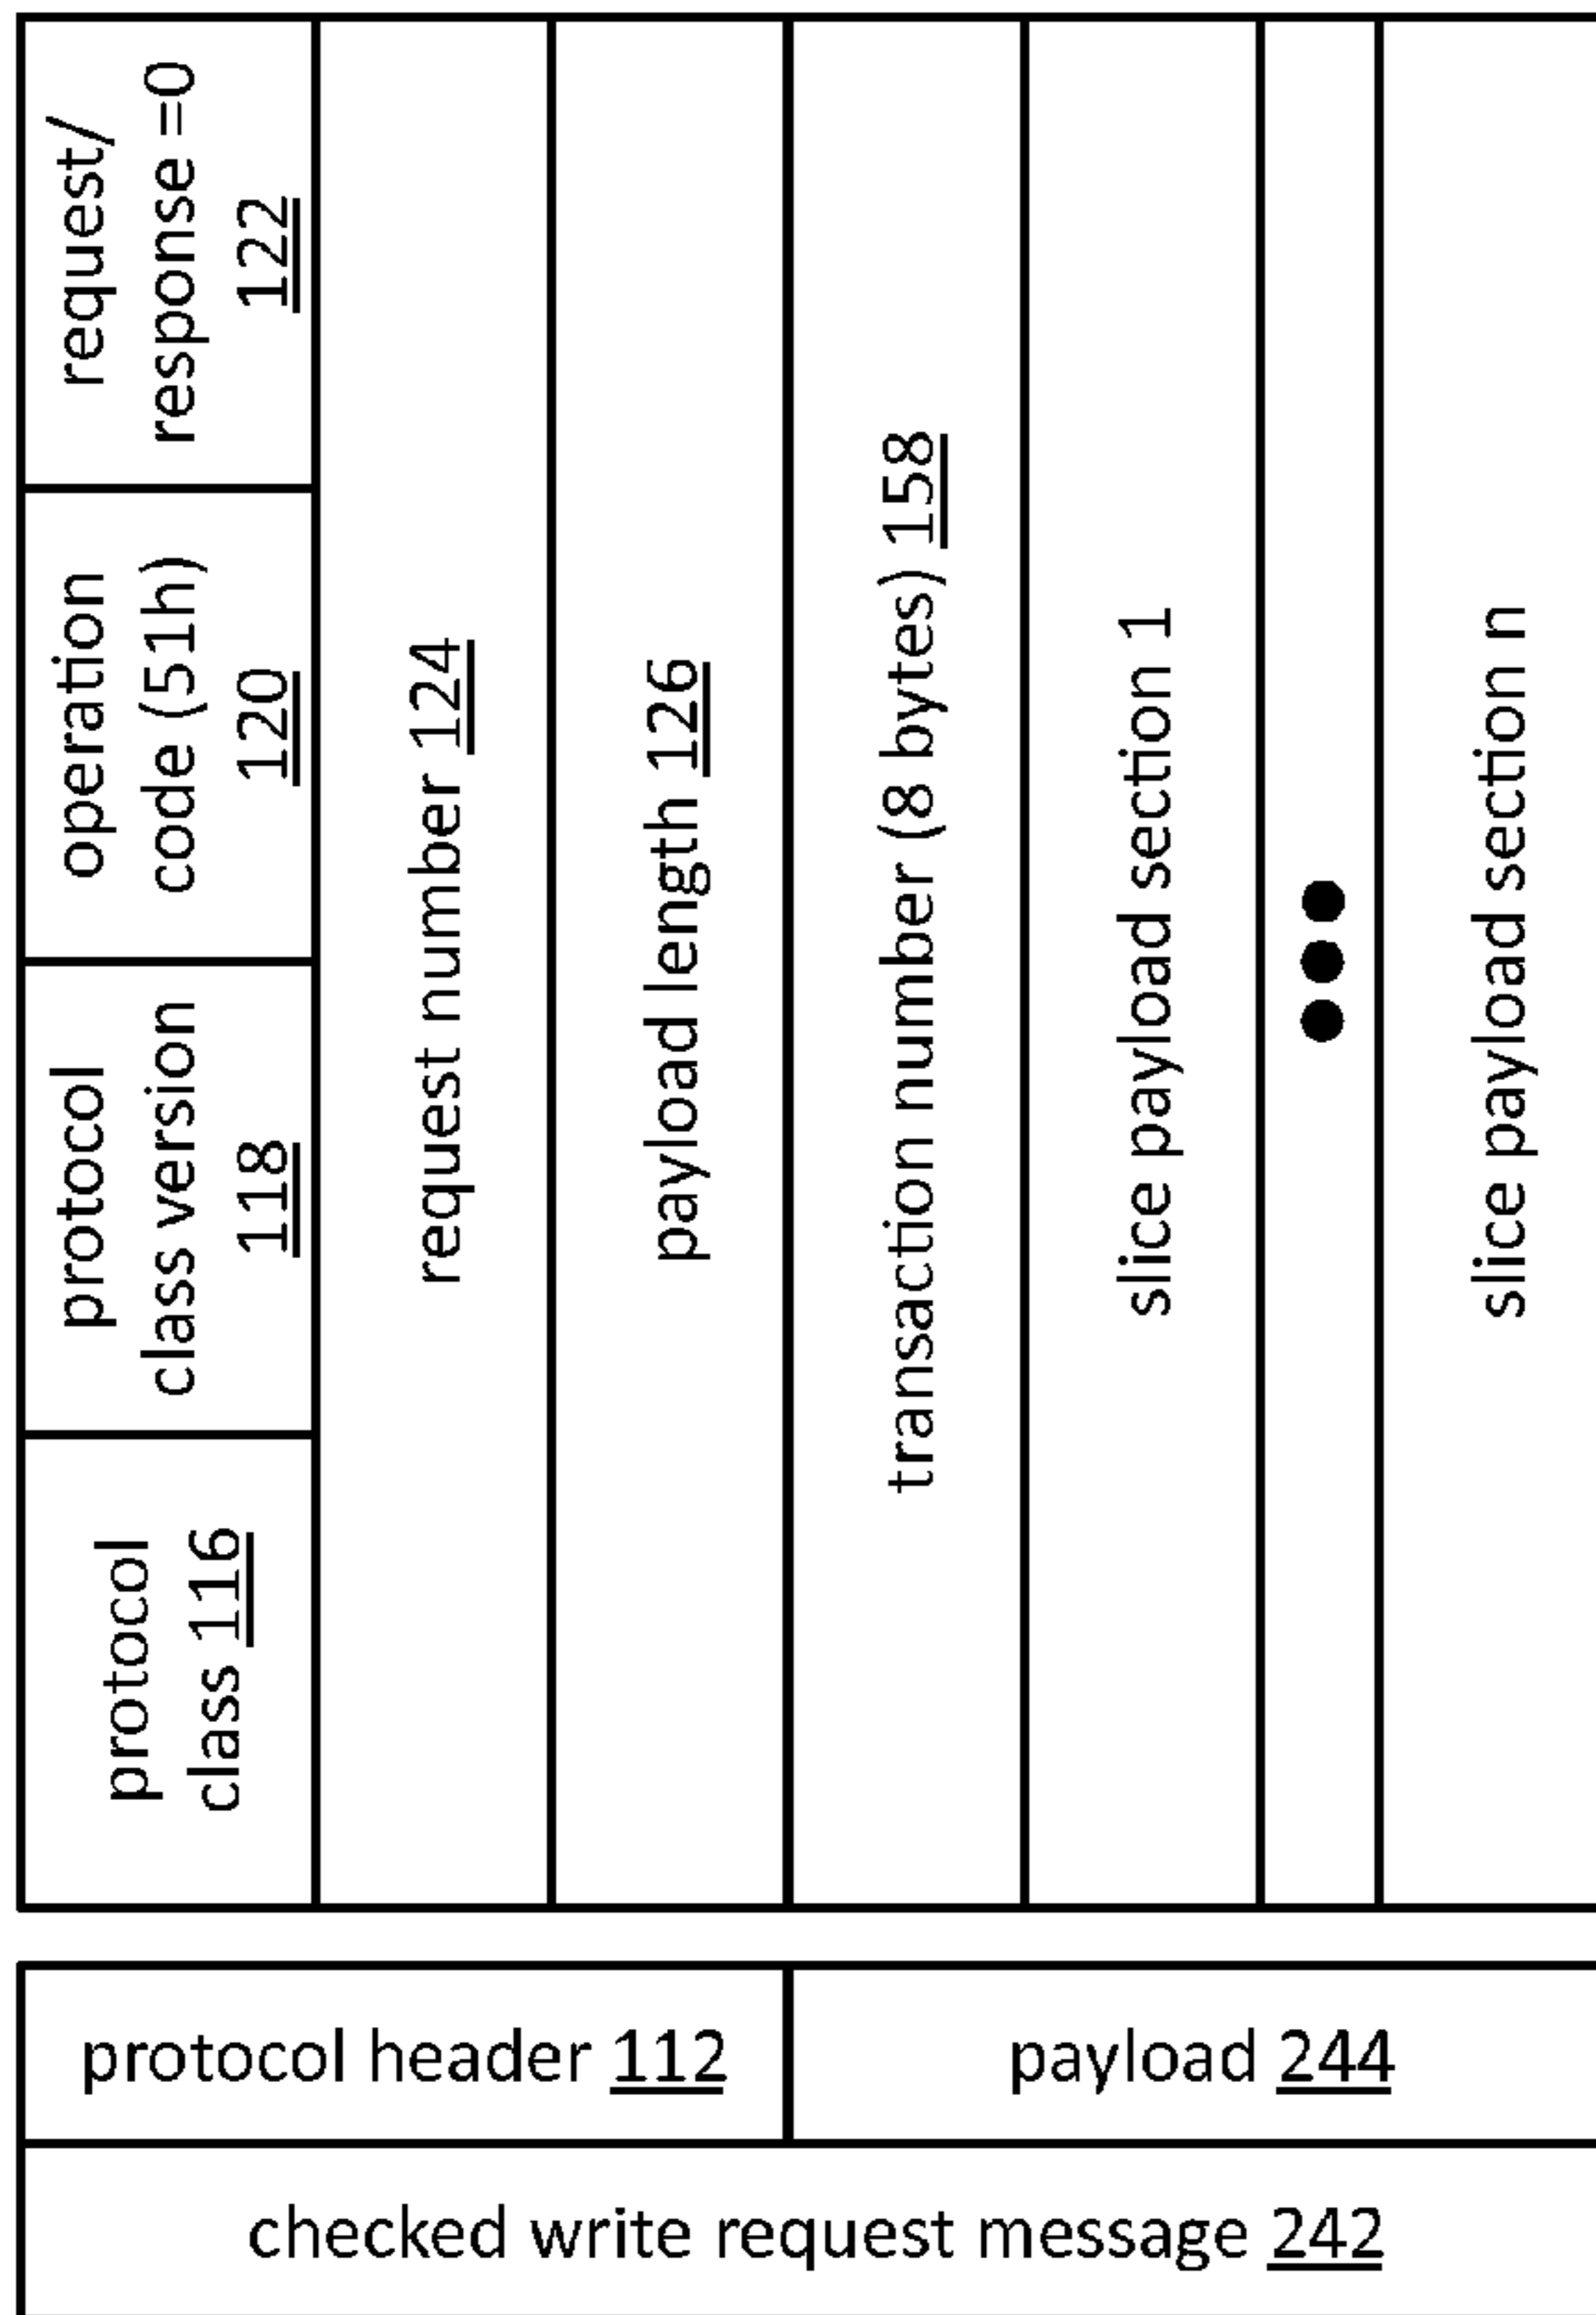 protocol
class 116
protocol
class version
118
operation
code (51h)
120
request/
response =0
122
request number 124
payload length 126
transaction number (8 bytes) 158
slice payload section 1
slice payload section n
protocol header 112
payload 244
checked write request message 242